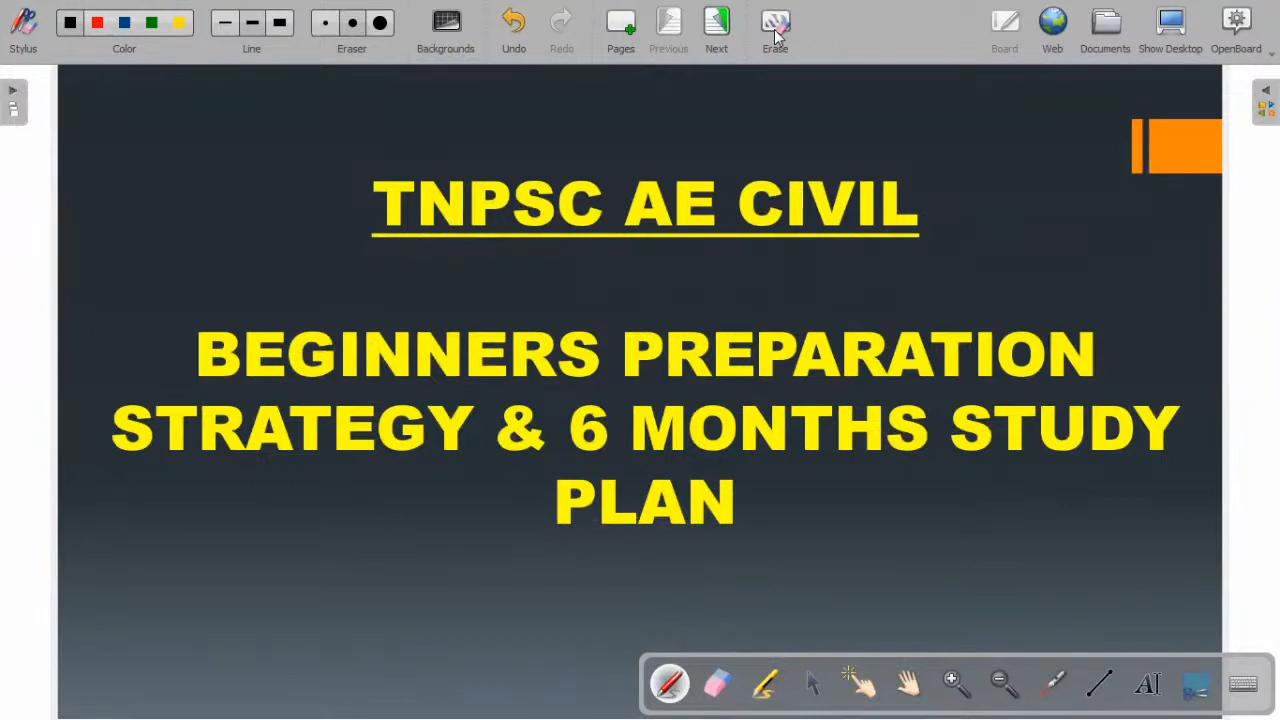 Stylus
Color
Line
Eraser
Backgrounds
Undo
Redo
Pages
Previous
Next
Erase
Board
Web
Documents
Show Desktop
OpenBoard
TNPSC AE CIVIL
BEGINNERS PREPARATION
STRATEGY & 6 MONTHS STUDY
PLAN
AI